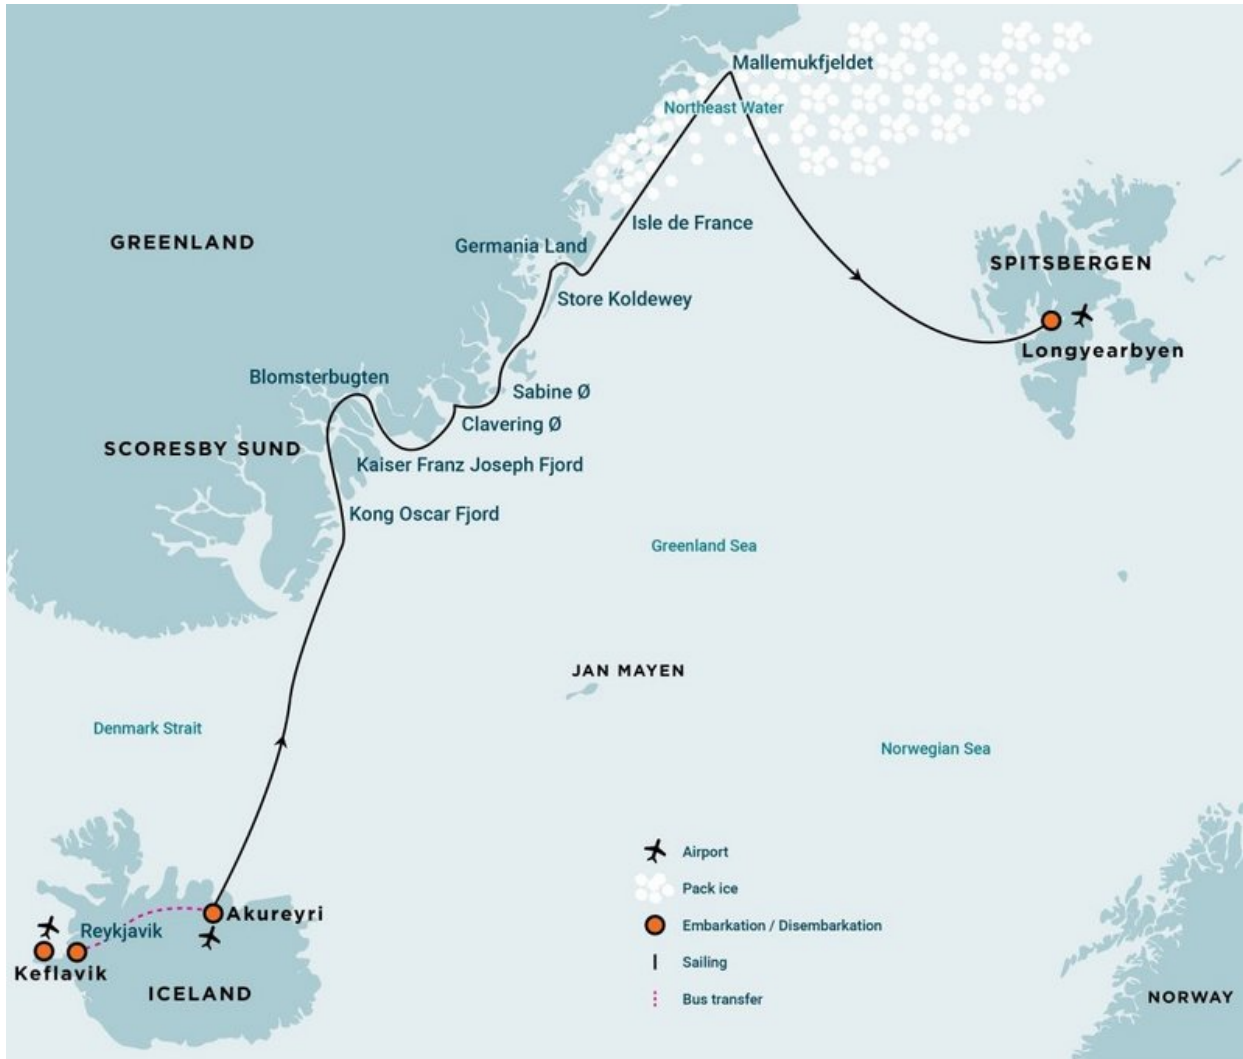 Mallemukfjeldet
Northeast Water
Isle de France
GREENLAND
Germania Land
SPITSBERGEN
Store Koldewey
Longyearbyen
Blomsterbugten
Sabine Ø
Clavering Ø
SCORESBY SUND
Kaiser Franz Joseph Fjord
Kong Oscar Fjord
Greenland Sea
JAN MAYEN
Denmark Strait
Norwegian Sea
Airport
Pack ice
Akureyri
Embarkation / Disembarkation
Reykjavik
Sailing
Keflavik
ICELAND
Bus transfer
NORWAY